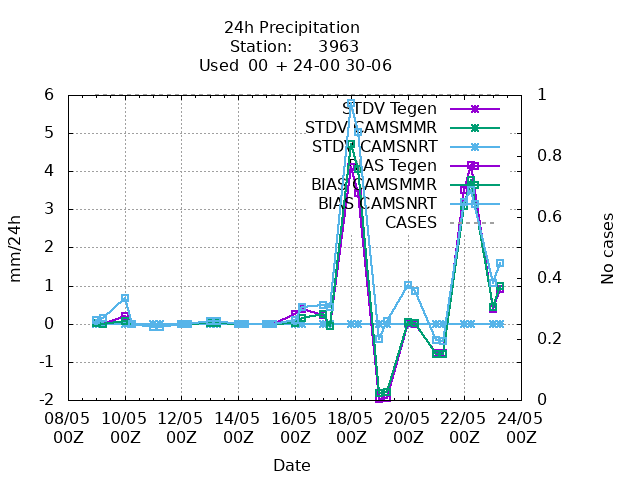 24h Precipitation
Station: 3963
Used 00 + 24-00 30-06
6 1
STDV Tegen
5 STDV CAMSMMR
STDV CAMSNRT
0.8
BIAS Tegen
4
BIAS CAMSMMR
3 BIAS CAMSNRT
0.6
CASES
2
mm/24h
No cases
1 0.4
0
0.2
-1
-2 0
08/05 10/05 12/05 14/05 16/05 18/05 20/05 22/05 24/05
00Z 00Z 00Z 00Z 00Z 00Z 00Z 00Z 00Z
Date